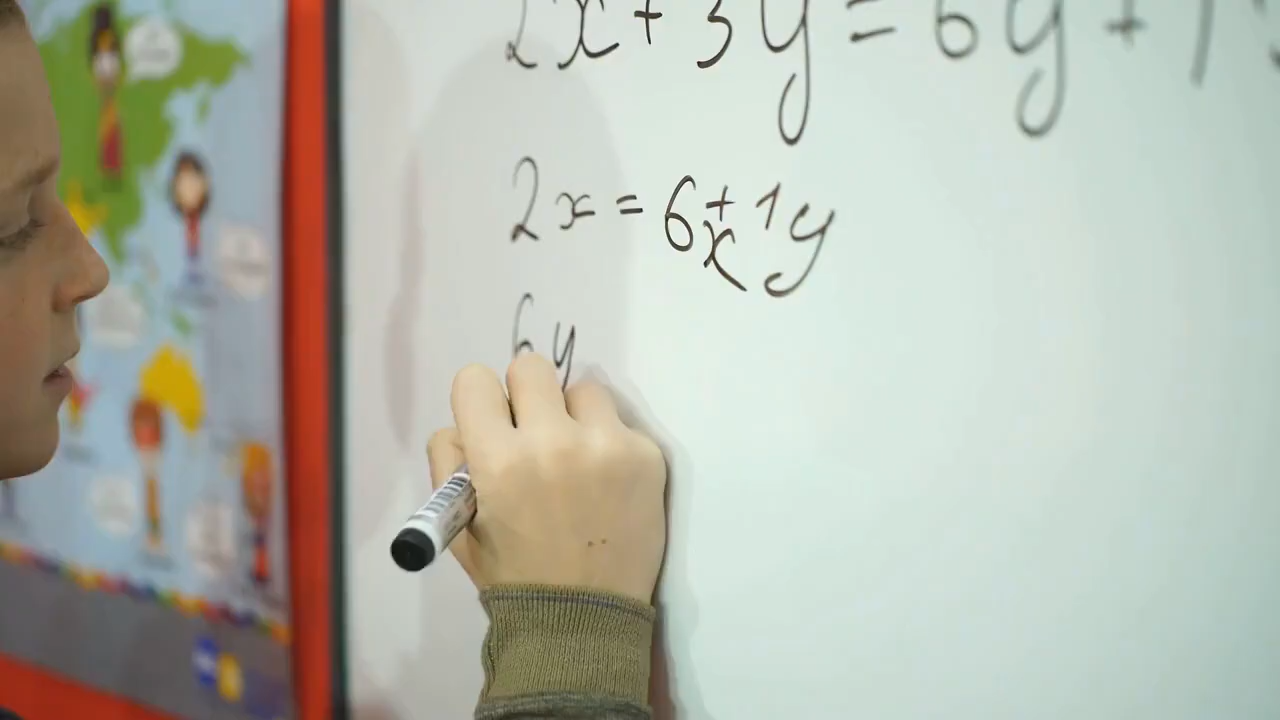 2x + 3y = 6y + 1
2x = 6 + x 1y
6y